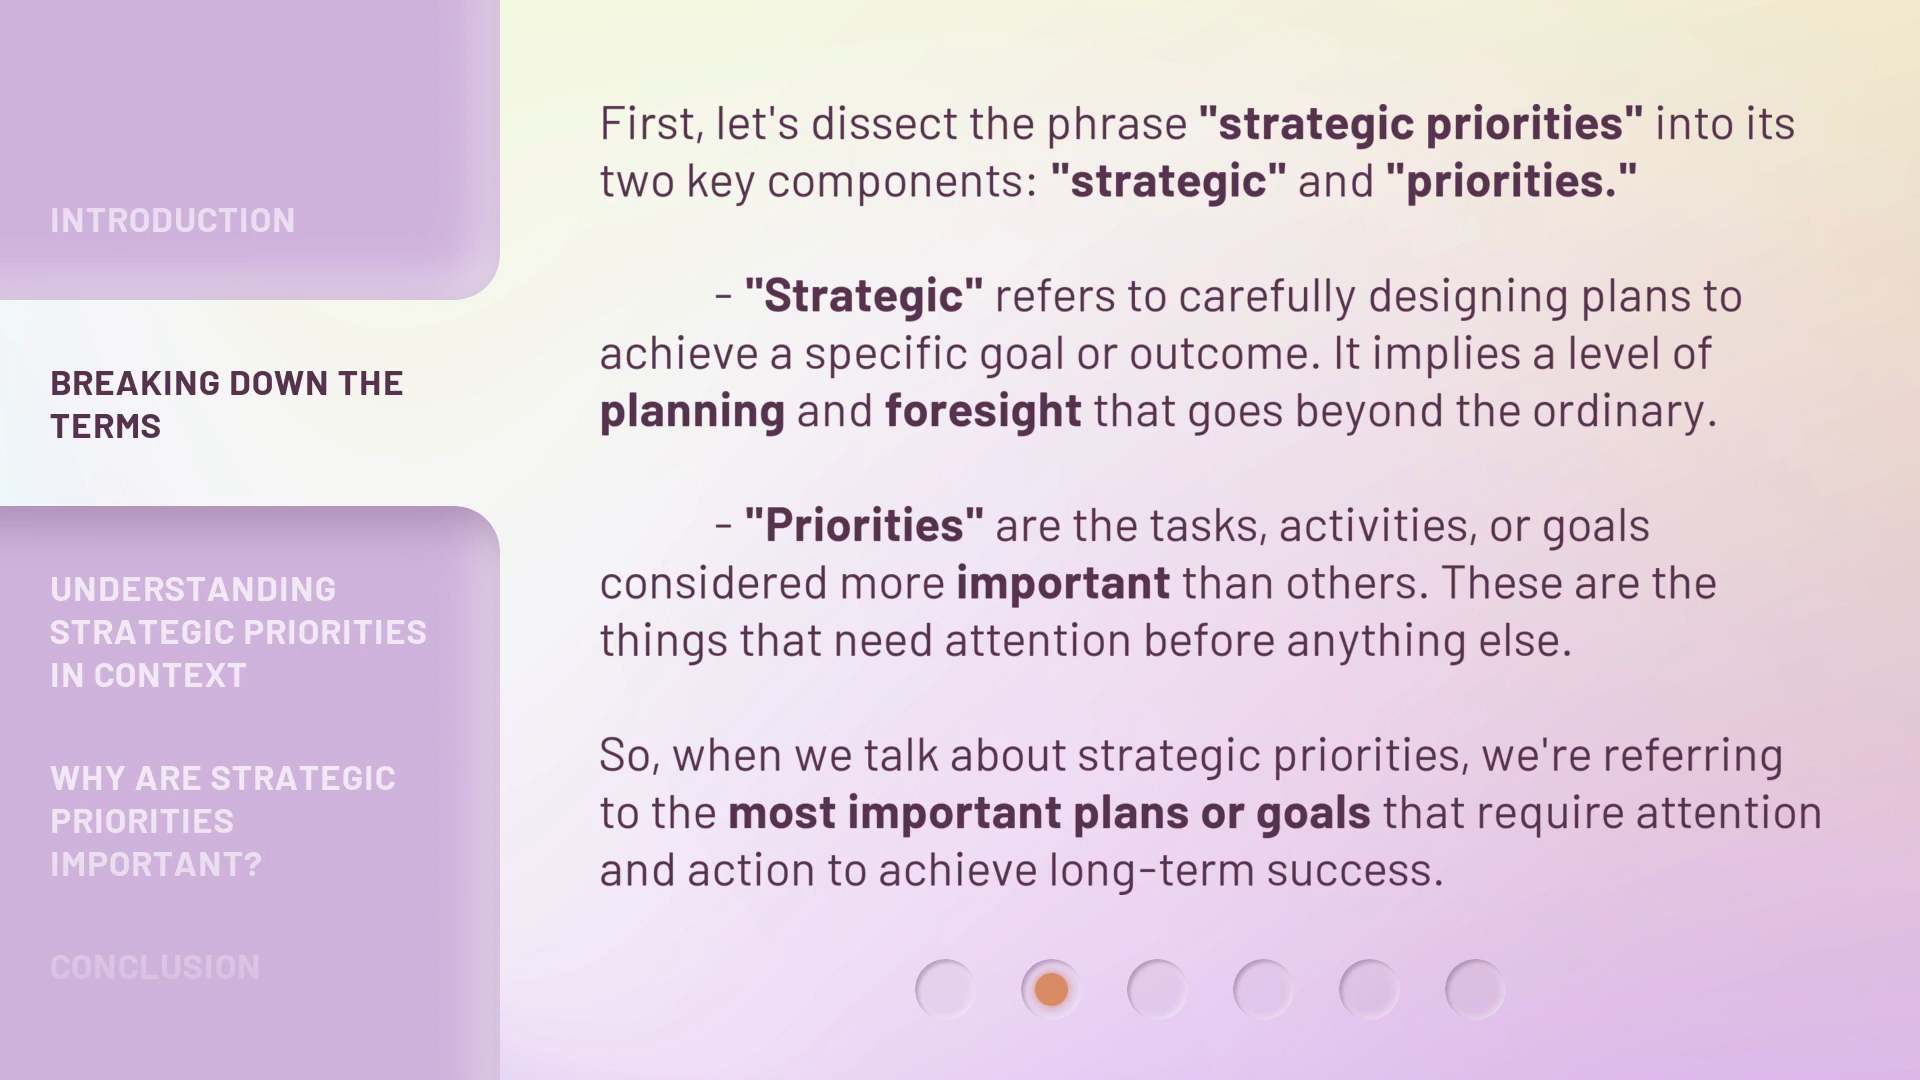 INTRODUCTION
BREAKING DOWN THE
TERMS
UNDERSTANDING
STRATEGIC PRIORITIES
IN CONTEXT
WHY ARE STRATEGIC
PRIORITIES
IMPORTANT?
CONCLUSION
First, let's dissect the phrase "strategic priorities" into its
two key components: "strategic" and "priorities."
- "Strategic" refers to carefully designing plans to
achieve a specific goal or outcome. It implies a level of
planning and foresight that goes beyond the ordinary.
- "Priorities" are the tasks, activities, or goals
considered more important than others. These are the
things that need attention before anything else.
So, when we talk about strategic priorities, we're referring
to the most important plans or goals that require attention
and action to achieve long-term success.